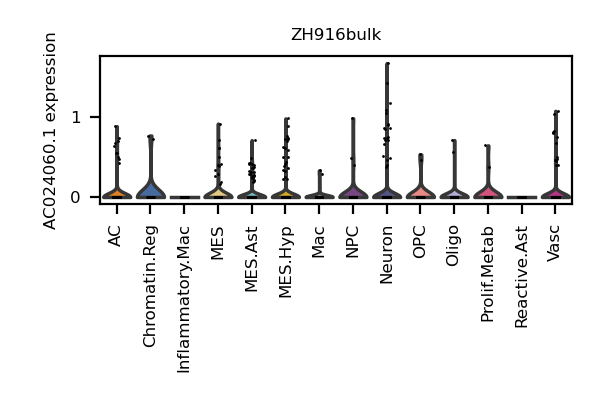 ZH916bulk
AC024060.1 expression
1
0
AC
Chromatin.Reg
Inflammatory.Mac
MES
MES.Ast
MES.Hyp
Mac
NPC
Neuron
OPC
Oligo
Prolif.Metab
Reactive.Ast
Vasc